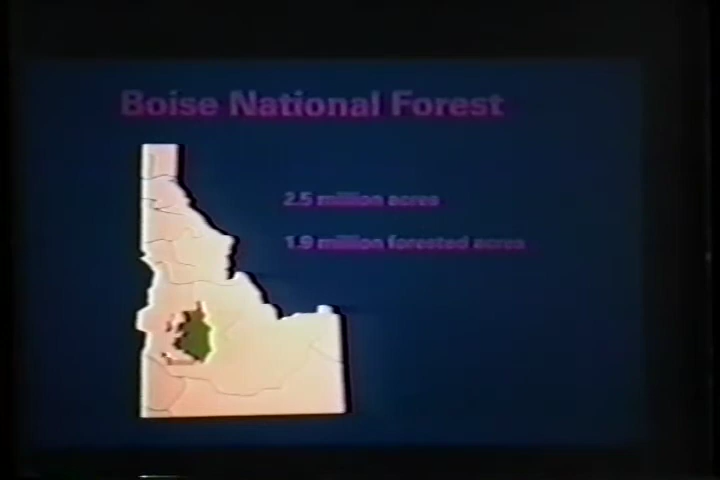 Boise National Forest
2.5 million acres
1.9 million forested acres